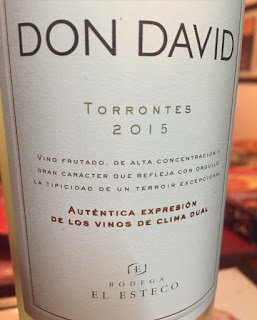 DON DAVID
TORRONTES
2015
VINO FRUTADO, DE ALTA CONCENTRACIÓN Y
GRAN CARÁCTER QUE REFLEJA CON ORGULLO
LA TIPICIDAD DE UN TERROIR EXCEPCIONAL
AUTÉNTICA EXPRESIÓN
DE LOS VINOS DE CLIMA DUAL
BODEGA
EL ESTECO